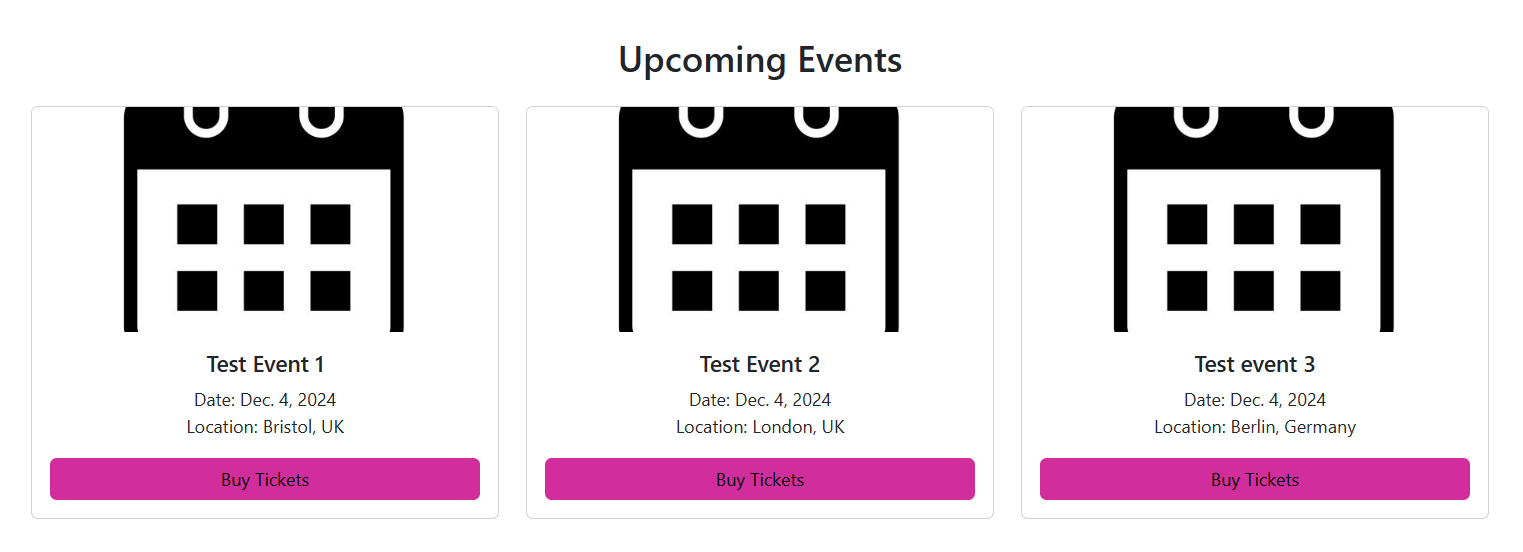 Upcoming Events
Test Event 1
Date: Dec. 4, 2024
Location: Bristol, UK
Buy Tickets
Test Event 2
Date: Dec. 4, 2024
Location: London, UK
Buy Tickets
Test event 3
Date: Dec. 4, 2024
Location: Berlin, Germany
Buy Tickets